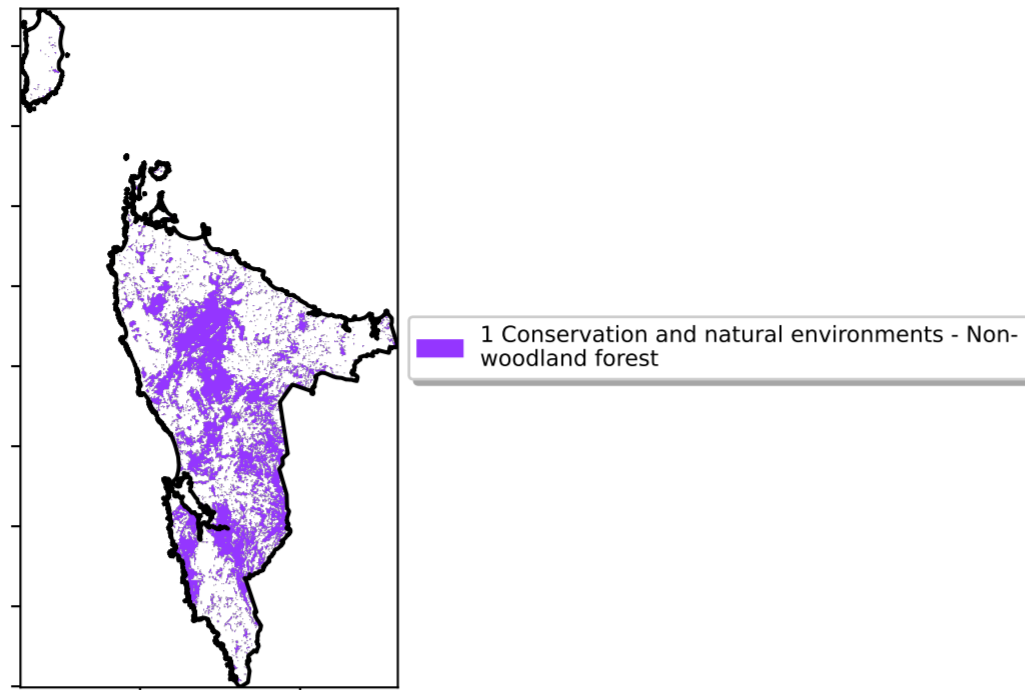 1 Conservation and natural environments - Non-
woodland forest